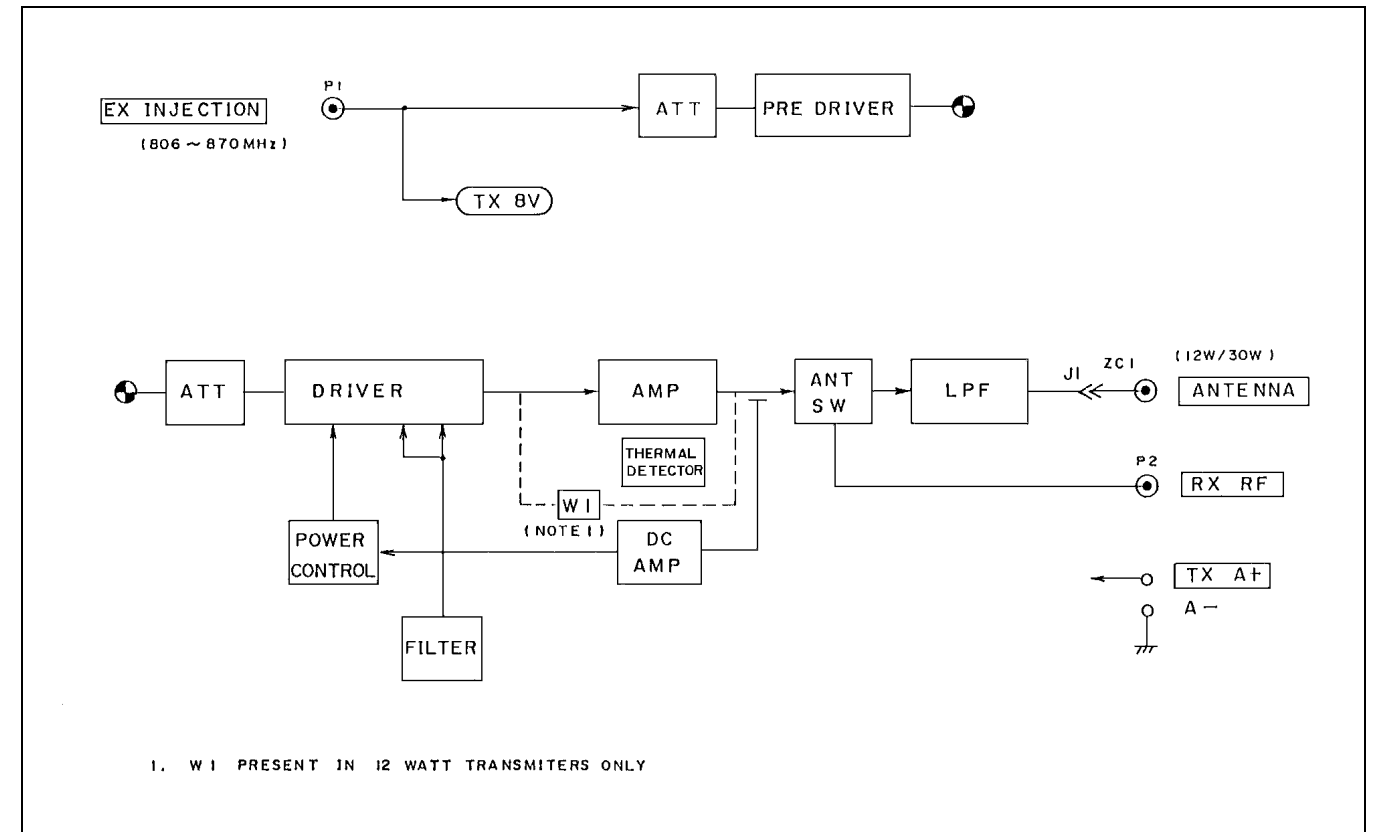 P1
EX INJECTION
(806~870MHz)
ATT
PRE DRIVER
TX 8V
ATT
DRIVER
AMP
ANT
SW
LPF
J1
ZC1
(12W/30W)
ANTENNA
THERMAL
DETECTOR
P2
RX RF
W1
(NOTE 1)
POWER
CONTROL
DC
AMP
TX A+
A-
FILTER
1. W1 PRESENT IN 12 WATT TRANSMITERS ONLY